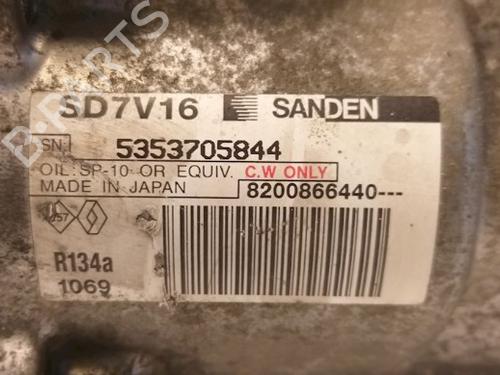 B-PARTS
SD7V16 SANDEN
SN: 5353705844
OIL: SP-10 OR EQUIV. C.W ONLY
MADE IN JAPAN 8200866440---
R134a
1069